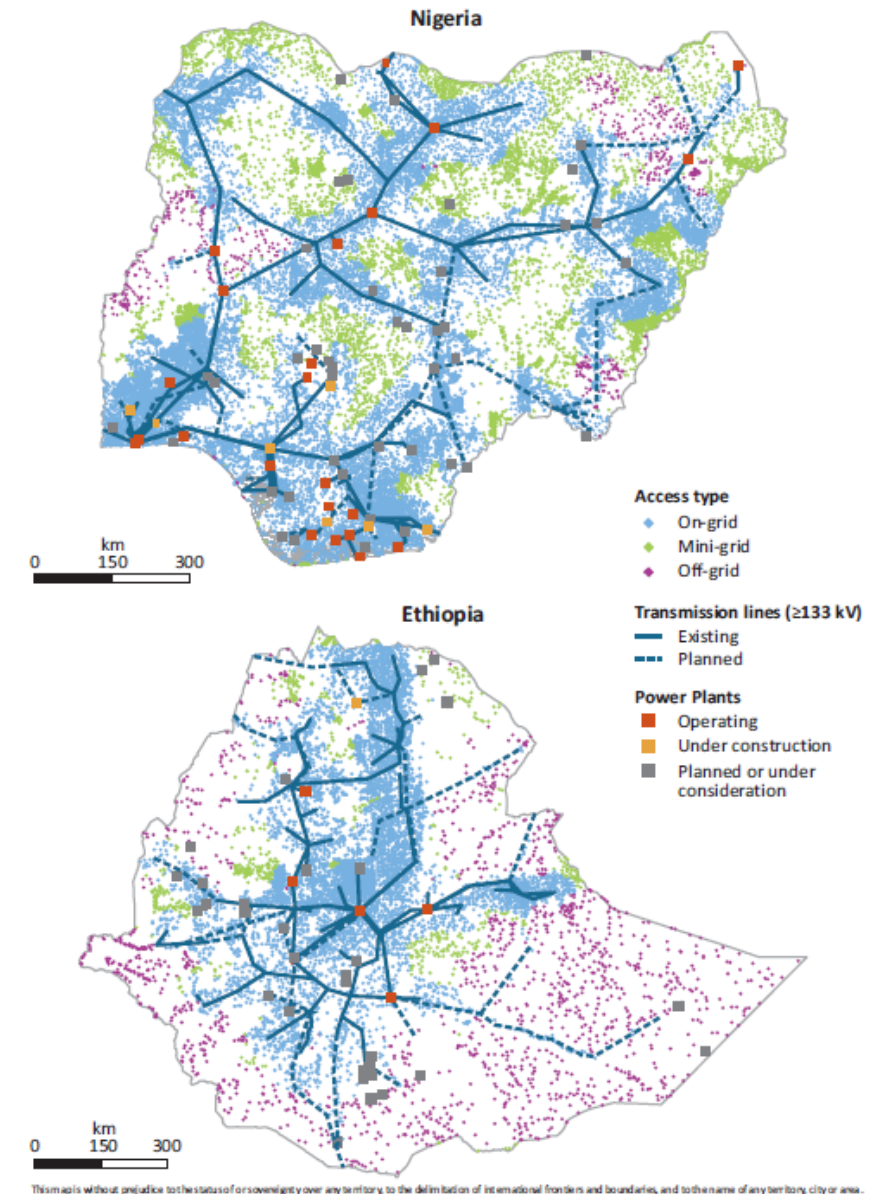 Nigeria
Access type
On-grid
Mini-grid
Off-grid
km
0 150 300
Transmission lines (≥133 kV)
Existing
Planned
Power Plants
Operating
Under construction
Planned or under
consideration
Ethiopia
km
0 150 300
This map is without prejudice to the status of or sovereignty over any territory, to the delimitation of international frontiers and boundaries, and to the name of any territory, city or area.